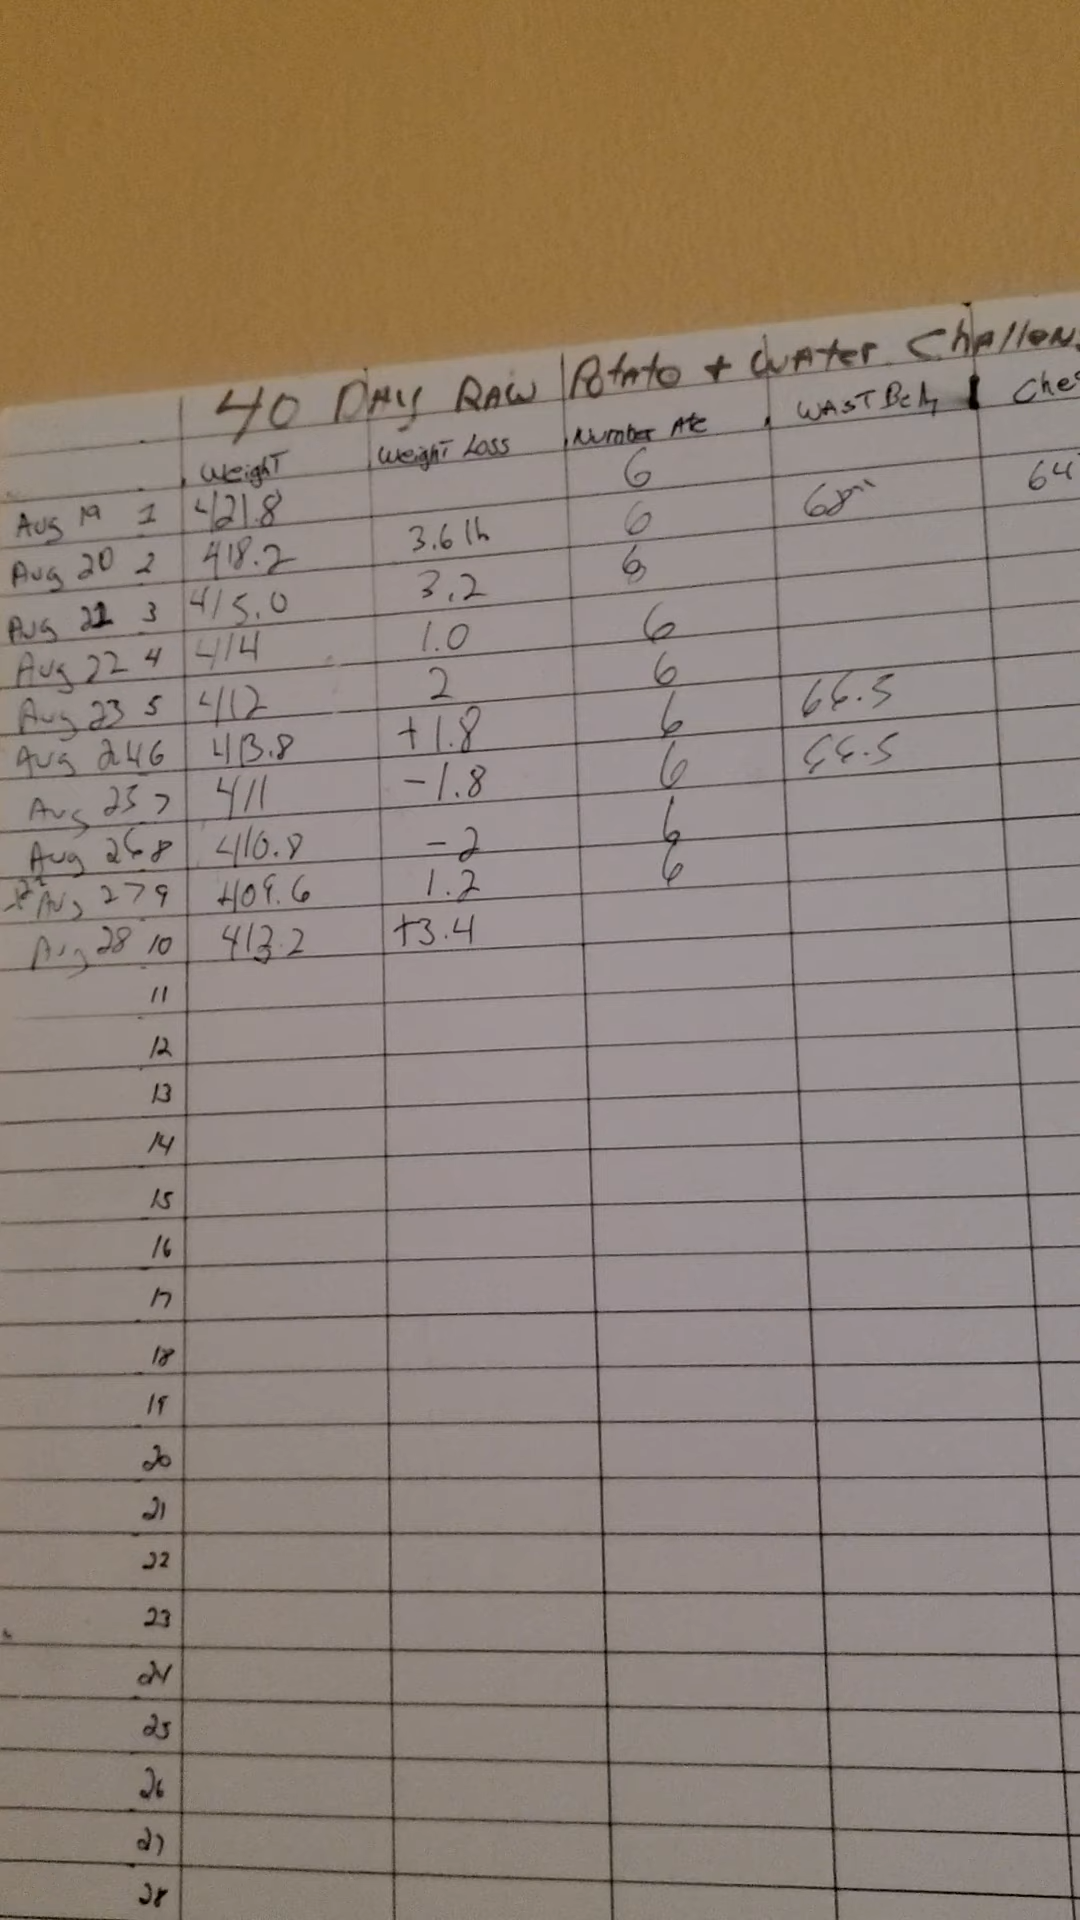 40 DAY RAW Potato + WATER Challen
Weight Weight Loss Number Ate WAST Belly Ches
Aug 19 1 421.8 6 68" 64
Aug 20 2 418.2 3.6 lb 6
Aug 21 3 415.0 3.2 6
Aug 22 4 414 1.0 6
Aug 23 5 412 2 6 66.5
Aug 24 6 413.8 +1.8 6 66.5
Aug 25 7 411 -1.8 6
Aug 26 8 410.8 -2 6
Aug 27 9 409.6 1.2 6
Aug 28 10 413.2 +3.4
11
12
13
14
15
16
17
18
19
20
21
22
23
24
25
26
27
28